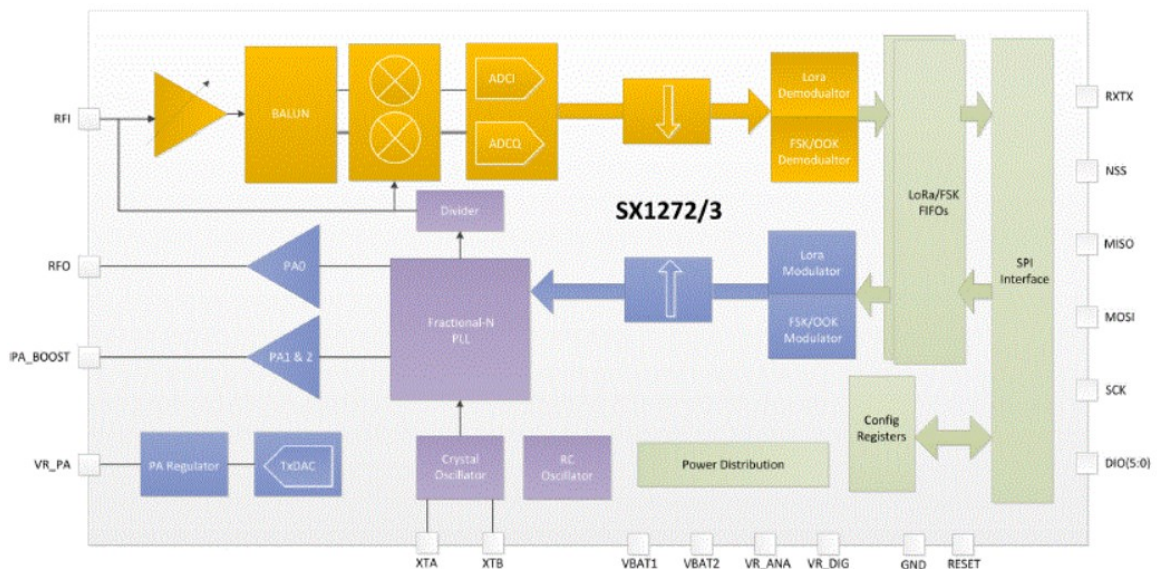 RFI
BALUN
ADCI
ADCQ
Lora
Demodualtor
FSK/OOK
Demodualtor
LoRa/FSK
FIFOs
SPI
Interface
RXTX
NSS
MISO
MOSI
SCK
DIO(5:0)
Divider
SX1272/3
RFO
PA0
Fractional-N
PLL
Lora
Modulator
FSK/OOK
Modulator
PA_BOOST
PA1 & 2
Config
Registers
VR_PA
PA Regulator
TxDAC
Crystal
Oscillator
RC
Oscillator
Power Distribution
XTA
XTB
VBAT1
VBAT2
VR_ANA
VR_DIG
GND
RESET